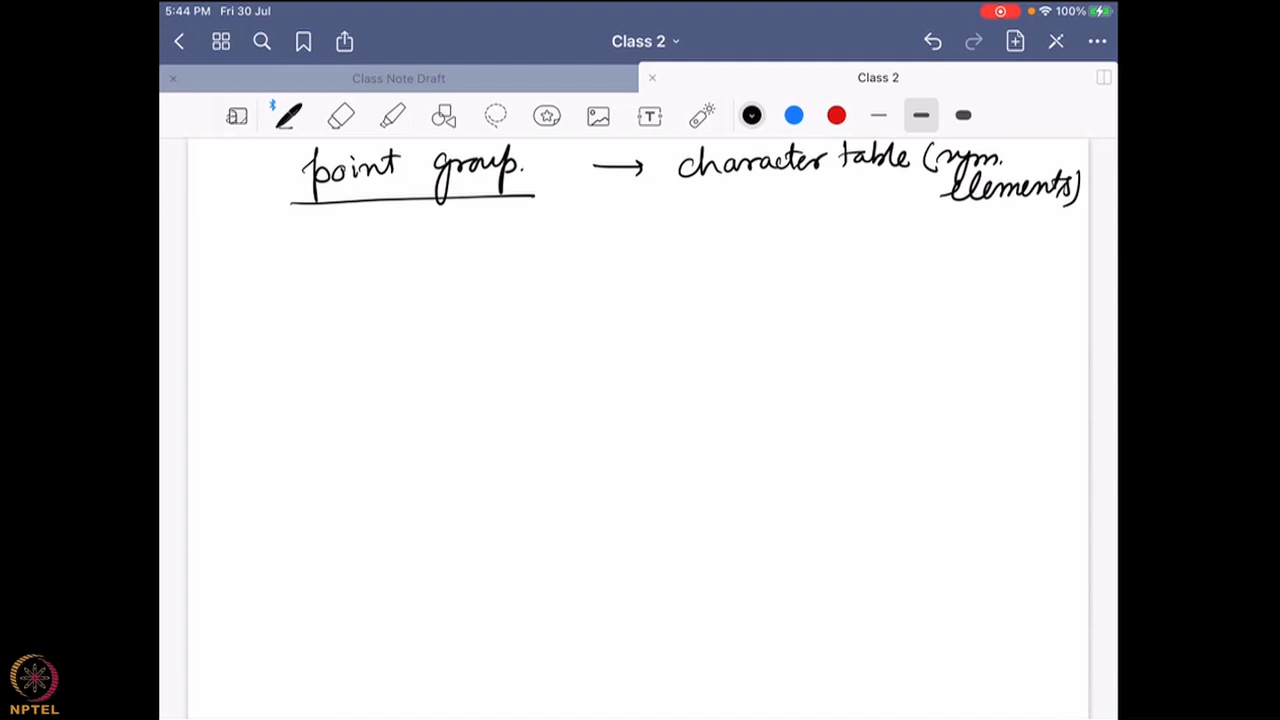 5:44 PM Fri 30 Jul
100%
Class 2
Class Note Draft
Class 2
T
point group. → character table (sym. elements)
NPTEL